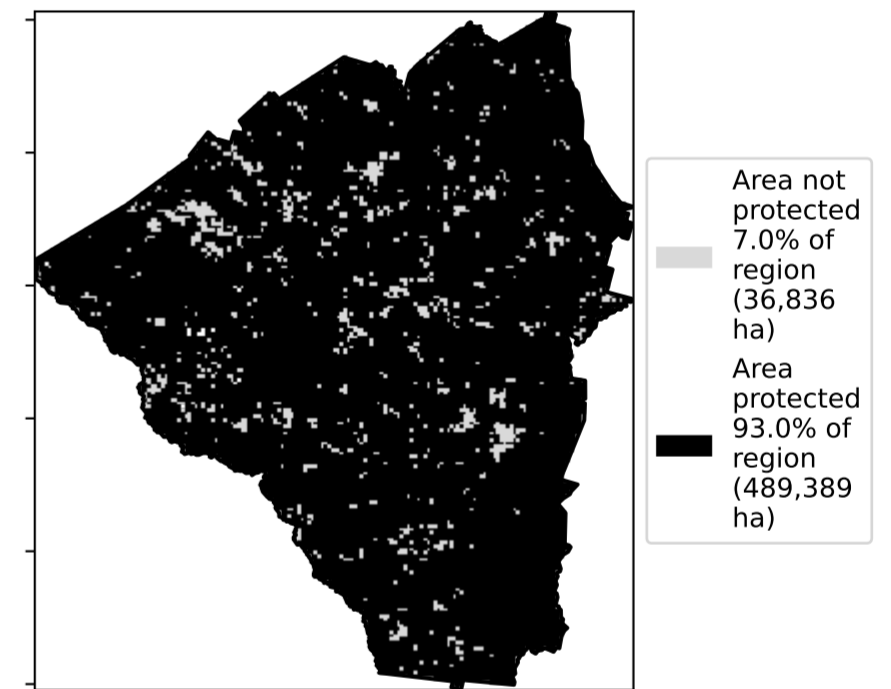 Area not
protected
7.0% of
region
(36,836
ha)
Area
protected
93.0% of
region
(489,389
ha)